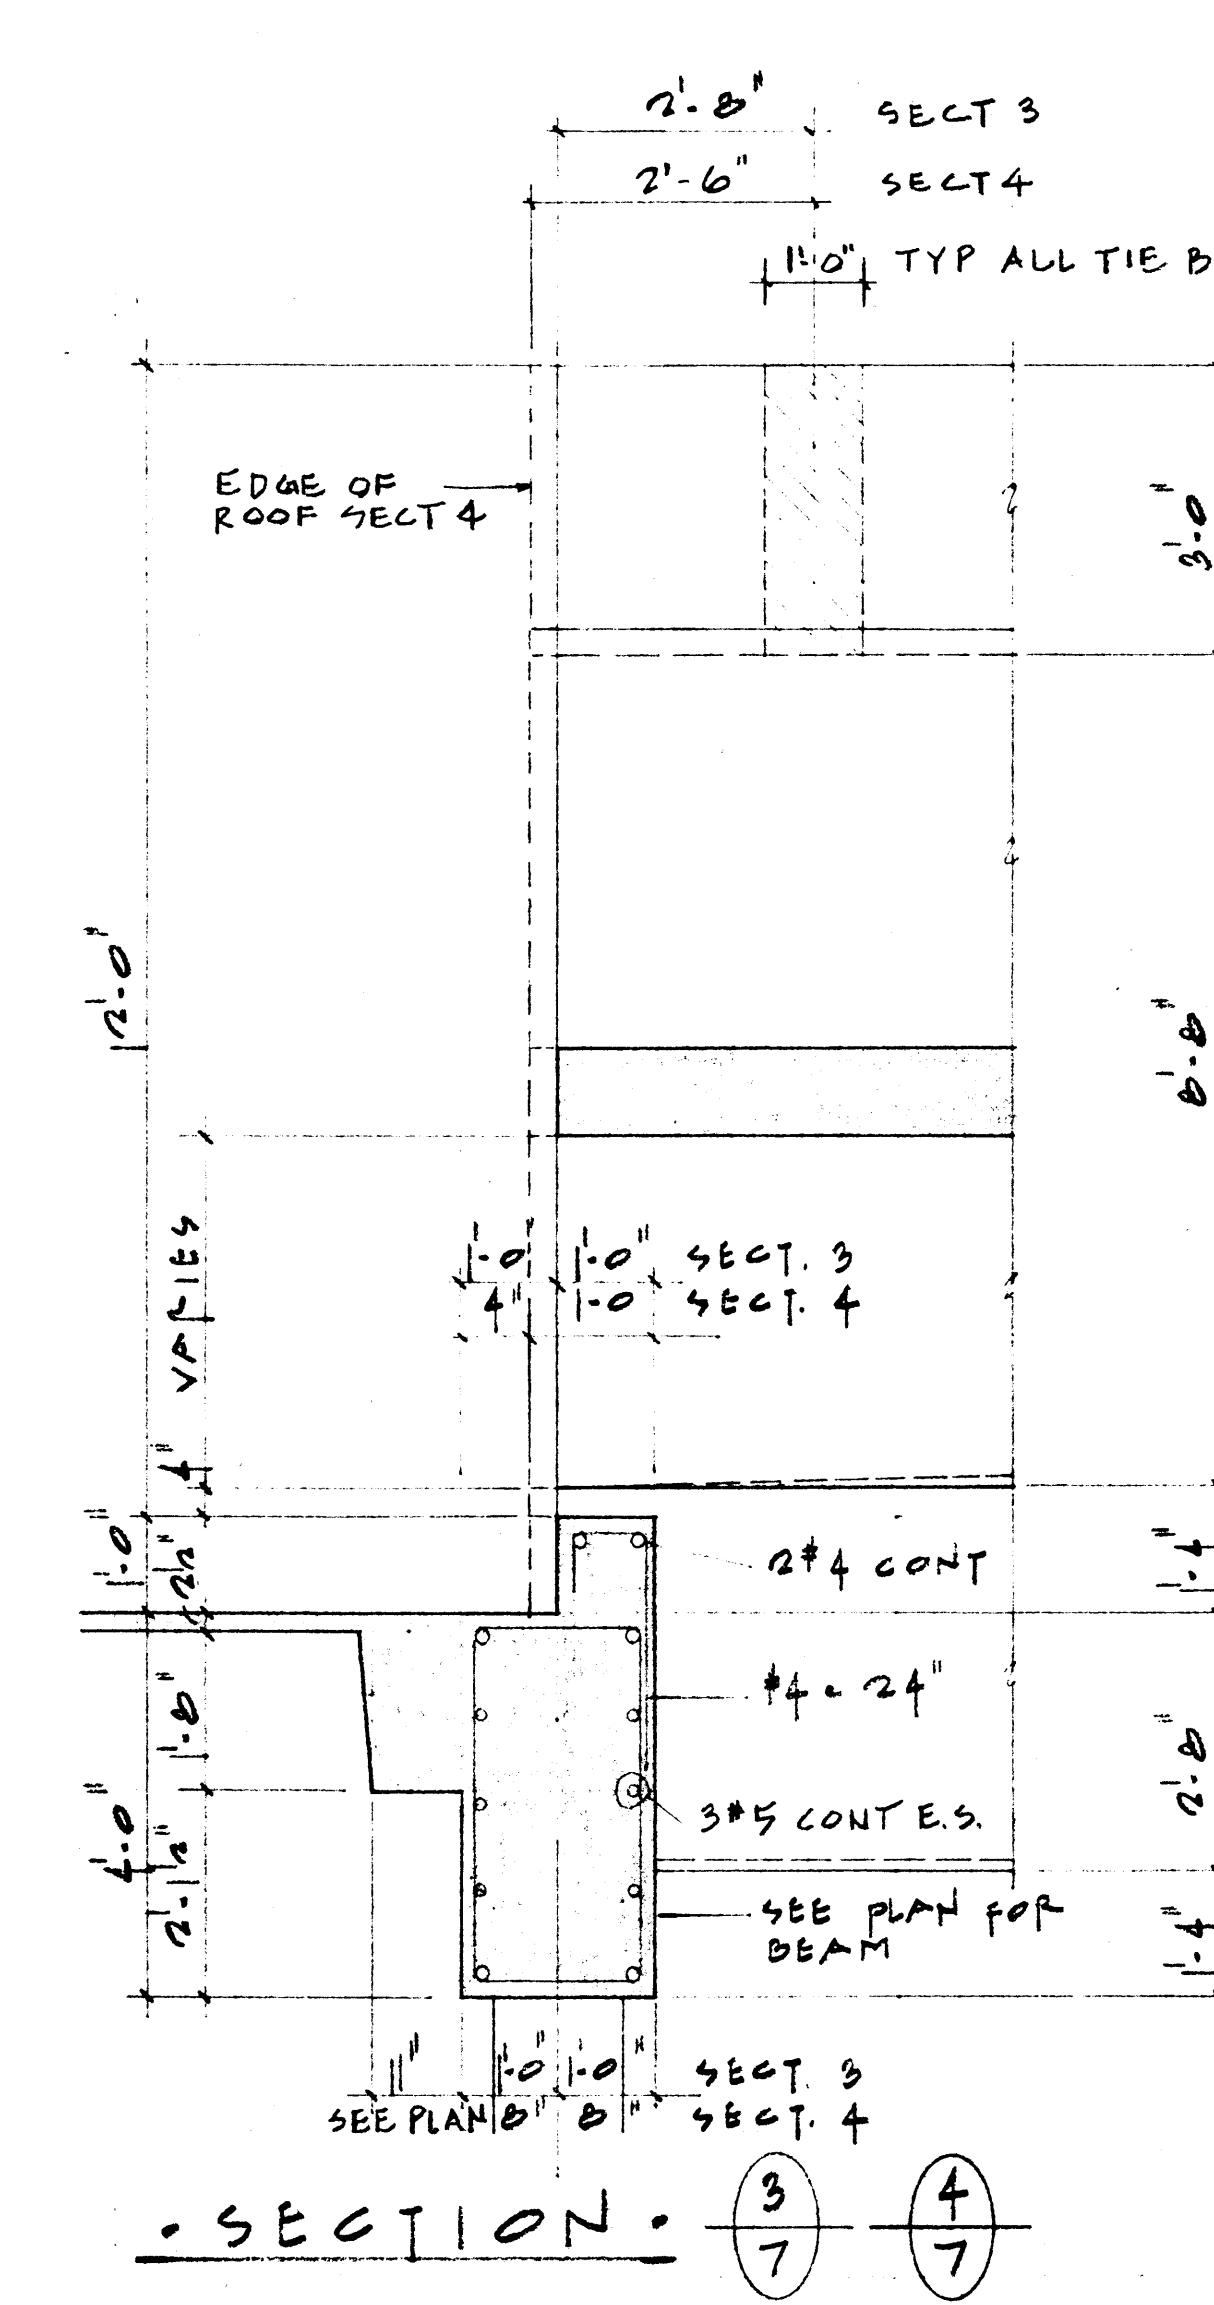 2'-8" SECT 3
2'-6" SECT 4
1'-0" TYP ALL TIE B
EDGE OF
ROOF SECT 4
3'-0"
12'-0"
8'-8"
VARIES
1'-0 1'-0" SECT. 3
4" 1-0 SECT. 4
4"
1'-0"
2 1/2"
1'-4"
2#4 CONT
#4 @ 24"
1'-8"
2'-8"
3#5 CONT E.S.
4'-0"
2'-1 1/2"
SEE PLAN FOR
BEAM
1'-4"
11" 1'-0" 1'-0" SECT. 3
SEE PLAN 8" 8" SECT. 4
· SECTION · 3 4
7 7